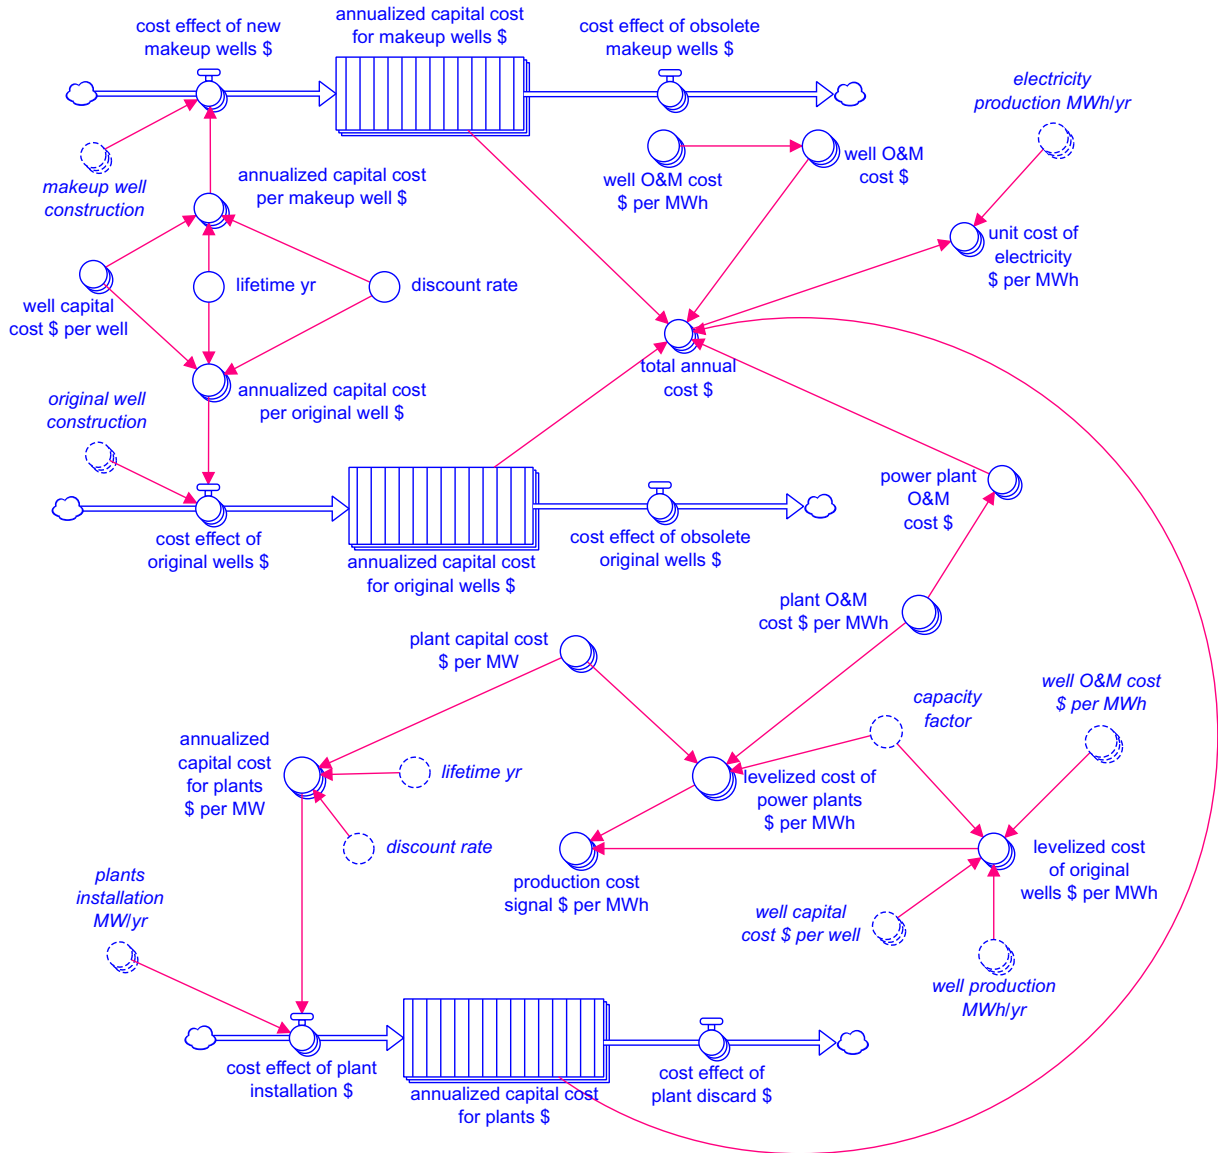 cost effect of new
makeup wells $
annualized capital cost
for makeup wells $
cost effect of obsolete
makeup wells $
electricity
production MWh/yr
makeup well
construction
annualized capital cost
per makeup well $
well O&M cost
$ per MWh
well O&M
cost $
unit cost of
electricity
$ per MWh
well capital
cost $ per well
lifetime yr
discount rate
total annual
cost $
original well
construction
annualized capital cost
per original well $
power plant
O&M
cost $
cost effect of
original wells $
annualized capital cost
for original wells $
cost effect of obsolete
original wells $
plant O&M
cost $ per MWh
plant capital cost
$ per MW
well O&M cost
$ per MWh
capacity
factor
annualized
capital cost
for plants
$ per MW
lifetime yr
levelized cost of
power plants
$ per MWh
discount rate
levelized cost
of original
wells $ per MWh
plants
installation
MW/yr
production cost
signal $ per MWh
well capital
cost $ per well
well production
MWh/yr
cost effect of plant
installation $
annualized capital cost
for plants $
cost effect of
plant discard $